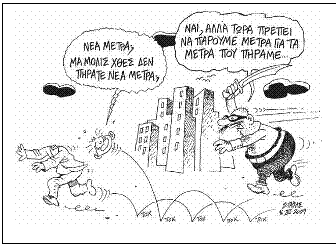 ΝΕΑ ΜΕΤΡΑ;
ΜΑ ΜΟΛΙΣ ΧΘΕΣ ΔΕΝ
ΠΗΡΑΤΕ ΝΕΑ ΜΕΤΡΑ;
ΝΑΙ, ΑΛΛΑ ΤΩΡΑ ΠΡΕΠΕΙ
ΝΑ ΠΑΡΟΥΜΕ ΜΕΤΡΑ ΓΙΑ ΤΑ
ΜΕΤΡΑ ΠΟΥ ΠΗΡΑΜΕ...